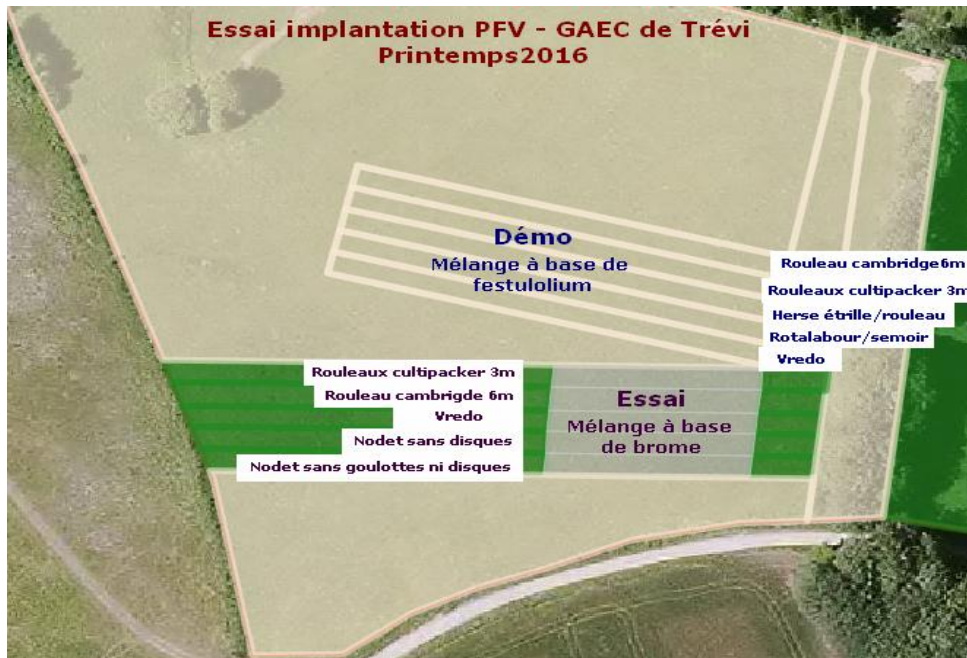 Essai implantation PFV - GAEC de Trévi
Printemps2016
Démo
Mélange à base de
festulolium
Rouleau cambridge6m
Rouleaux cultipacker 3m
Herse étrille/rouleau
Rotalabour/semoir
Vredo
Rouleaux cultipacker 3m
Rouleau cambrigde 6m
Vredo
Nodet sans disques
Nodet sans goulottes ni disques
Essai
Mélange à base
de brome